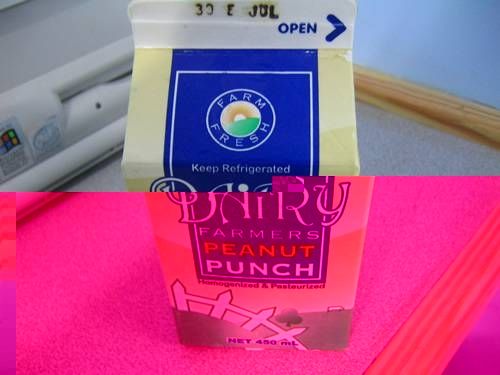 30 E JUL
OPEN
FARM
FRESH
Keep Refrigerated
DAIRY
FARMERS
PEANUT
PUNCH
Homogenized & Pasteurized
NET 450 mL